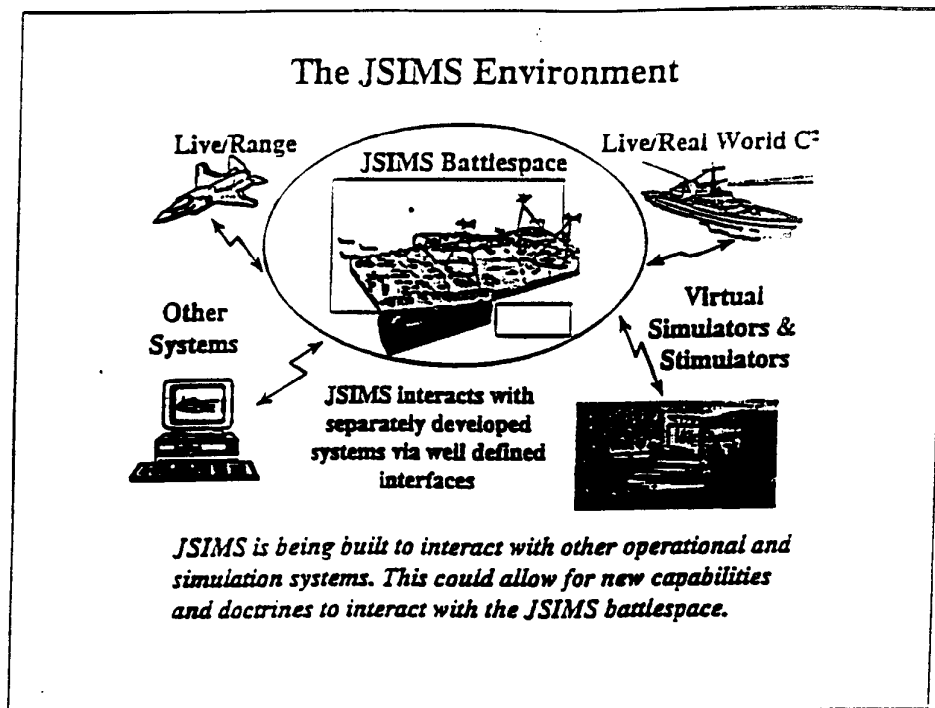 The JSIMS Environment
Live/Range
JSIMS Battlespace
Live/Real World C²
Other
Systems
Virtual
Simulators &
Stimulators
JSIMS interacts with
separately developed
systems via well defined
interfaces
JSIMS is being built to interact with other operational and
simulation systems. This could allow for new capabilities
and doctrines to interact with the JSIMS battlespace.